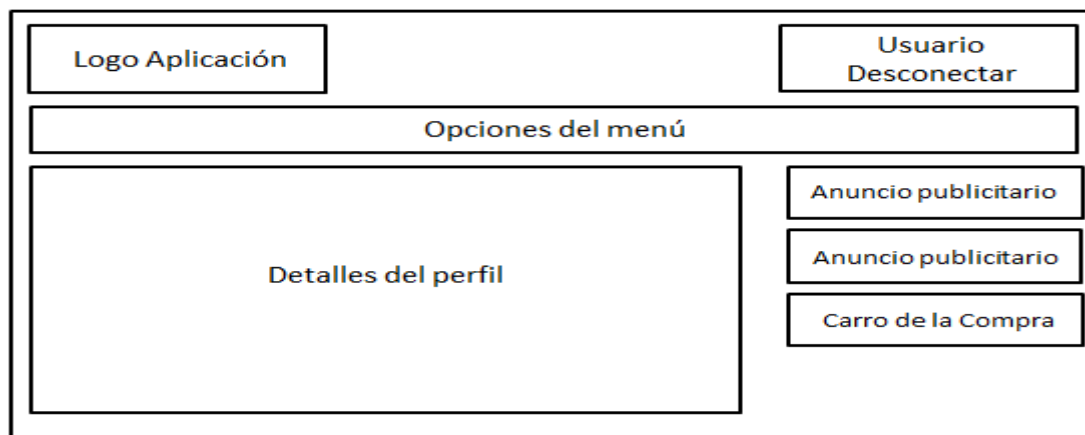 Logo Aplicación
Usuario
Desconectar
Opciones del menú
Detalles del perfil
Anuncio publicitario
Anuncio publicitario
Carro de la Compra